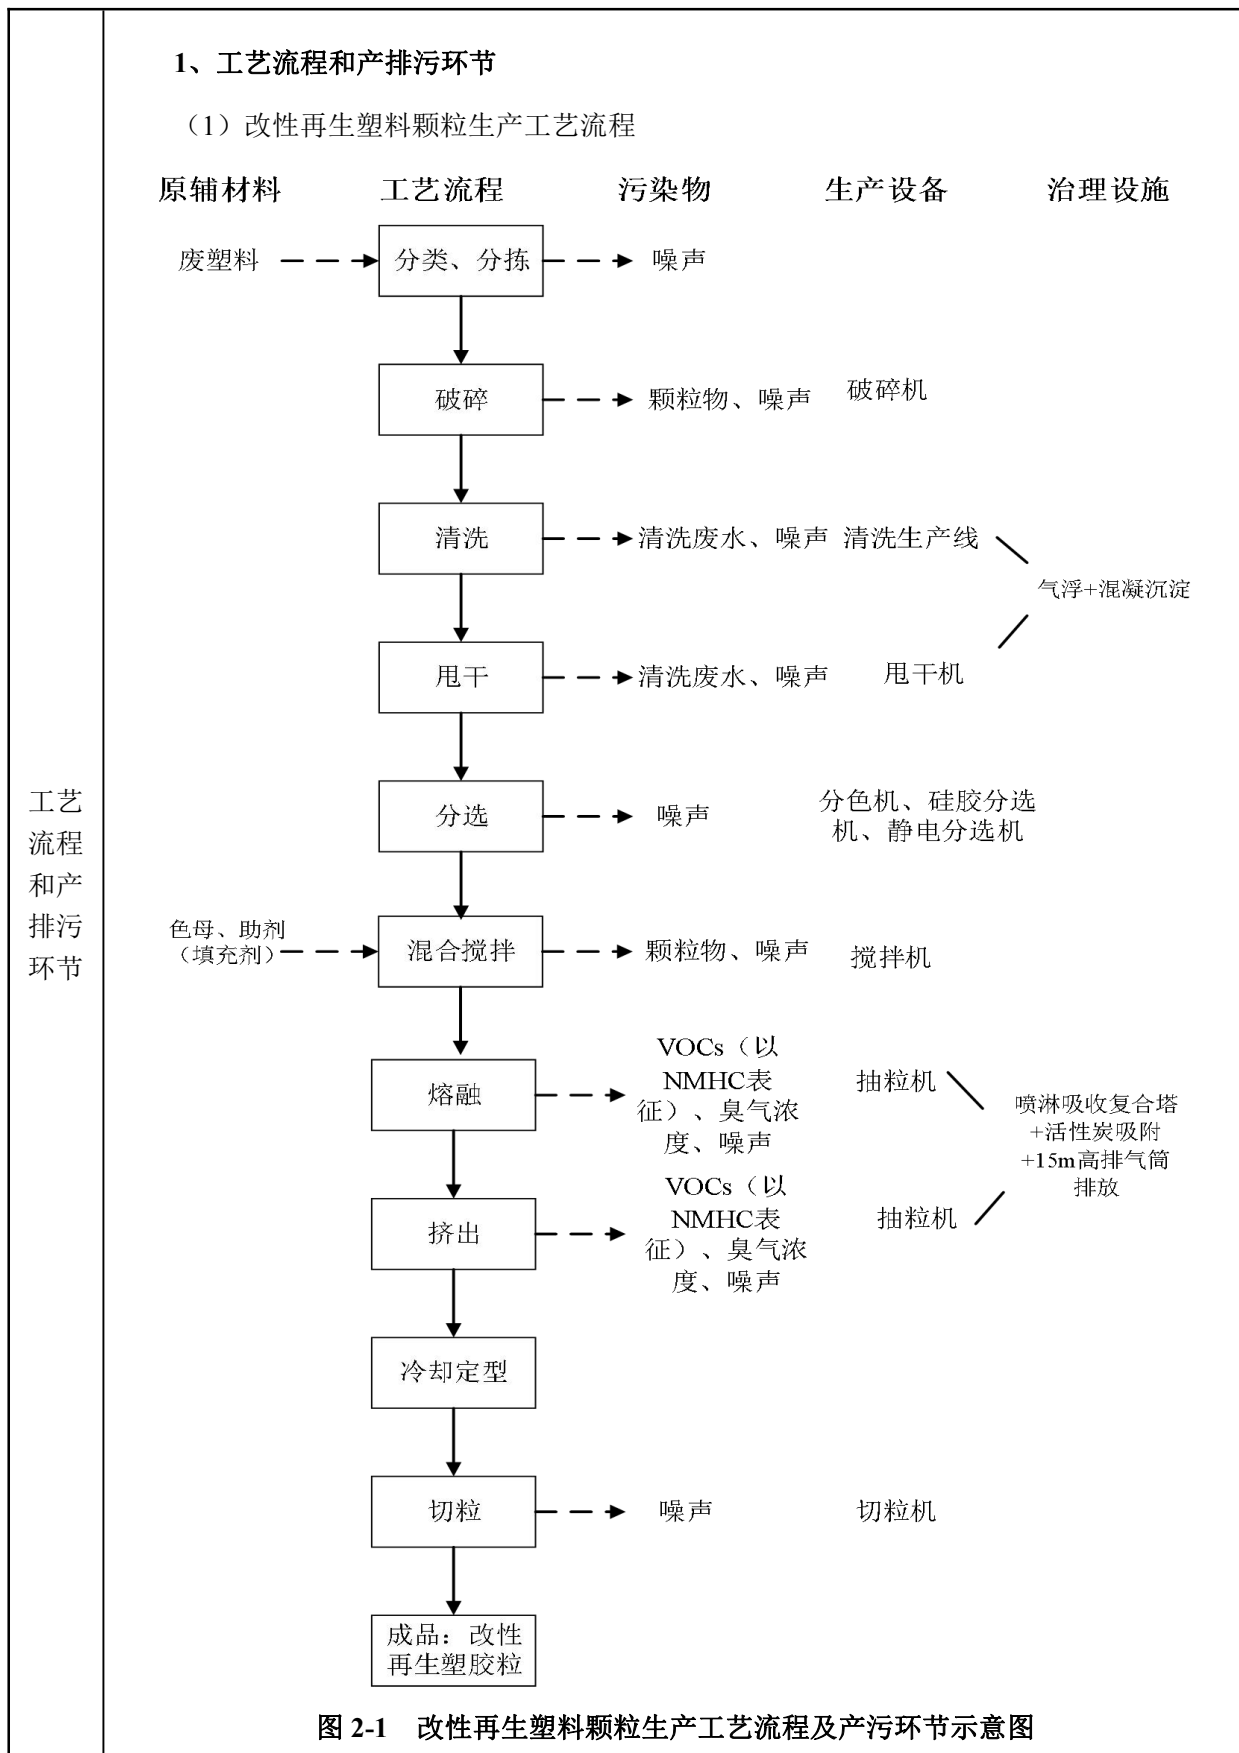 1、工艺流程和产排污环节
（1）改性再生塑料颗粒生产工艺流程
原辅材料 工艺流程 污染物 生产设备 治理设施
废塑料 分类、分拣 噪声
破碎 颗粒物、噪声 破碎机
清洗 清洗废水、噪声 清洗生产线
气浮+混凝沉淀
甩干 清洗废水、噪声 甩干机
分选 噪声
分色机、硅胶分选
机、静电分选机
色母、助剂
（填充剂）
混合搅拌 颗粒物、噪声 搅拌机
熔融
VOCs（以
NMHC表
征）、臭气浓
度、噪声
抽粒机
喷淋吸收复合塔
+活性炭吸附
+15m高排气筒
排放
挤出
VOCs（以
NMHC表
征）、臭气浓
度、噪声
抽粒机
冷却定型
切粒 噪声 切粒机
成品：改性
再生塑胶粒
图 2-1 改性再生塑料颗粒生产工艺流程及产污环节示意图
工艺
流程
和产
排污
环节